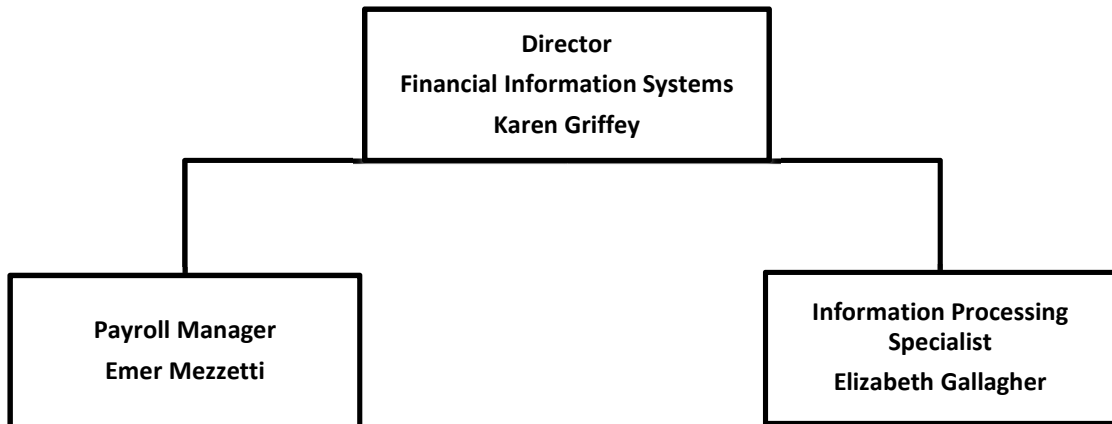 Director
Financial Information Systems
Karen Griffey
Payroll Manager
Emer Mezzetti
Information Processing
Specialist
Elizabeth Gallagher